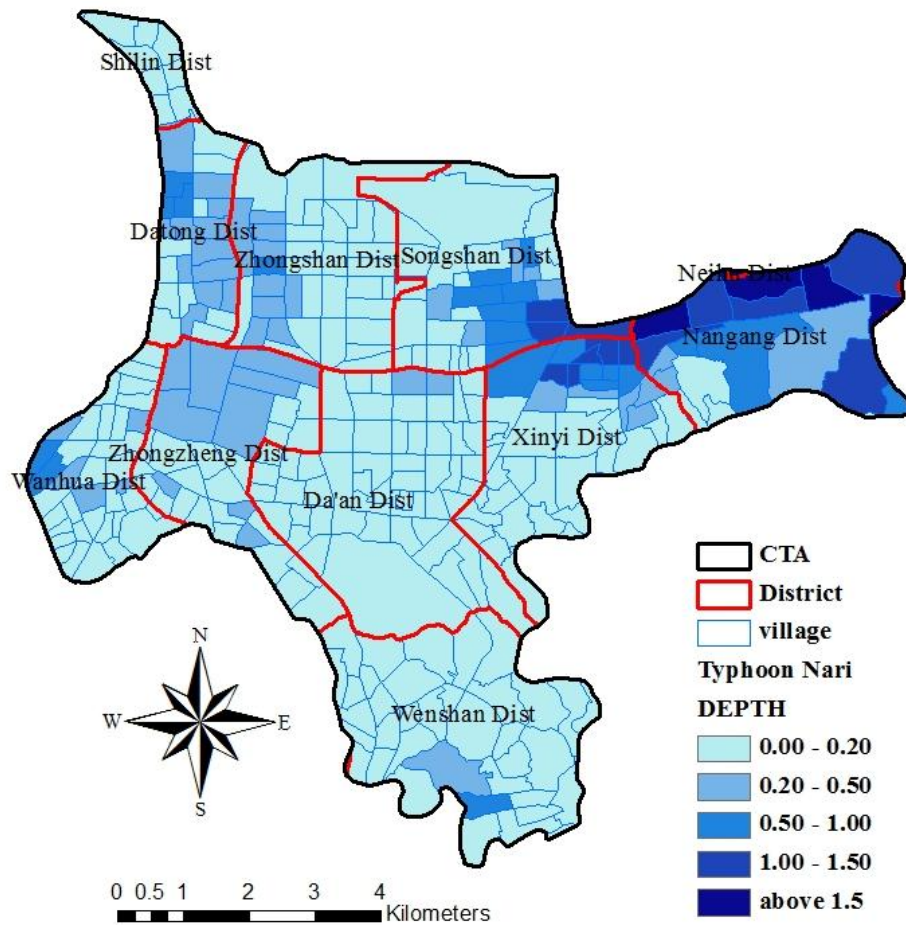 Shilin Dist
Datong Dist
Zhongshan Dist
Songshan Dist
Neihu Dist
Nangang Dist
Xinyi Dist
Zhongzheng Dist
Wanhua Dist
Da'an Dist
Wenshan Dist
N
W
E
S
CTA
District
village
Typhoon Nari
DEPTH
0.00 - 0.20
0.20 - 0.50
0.50 - 1.00
1.00 - 1.50
above 1.5
0 0.5 1 2 3 4
Kilometers